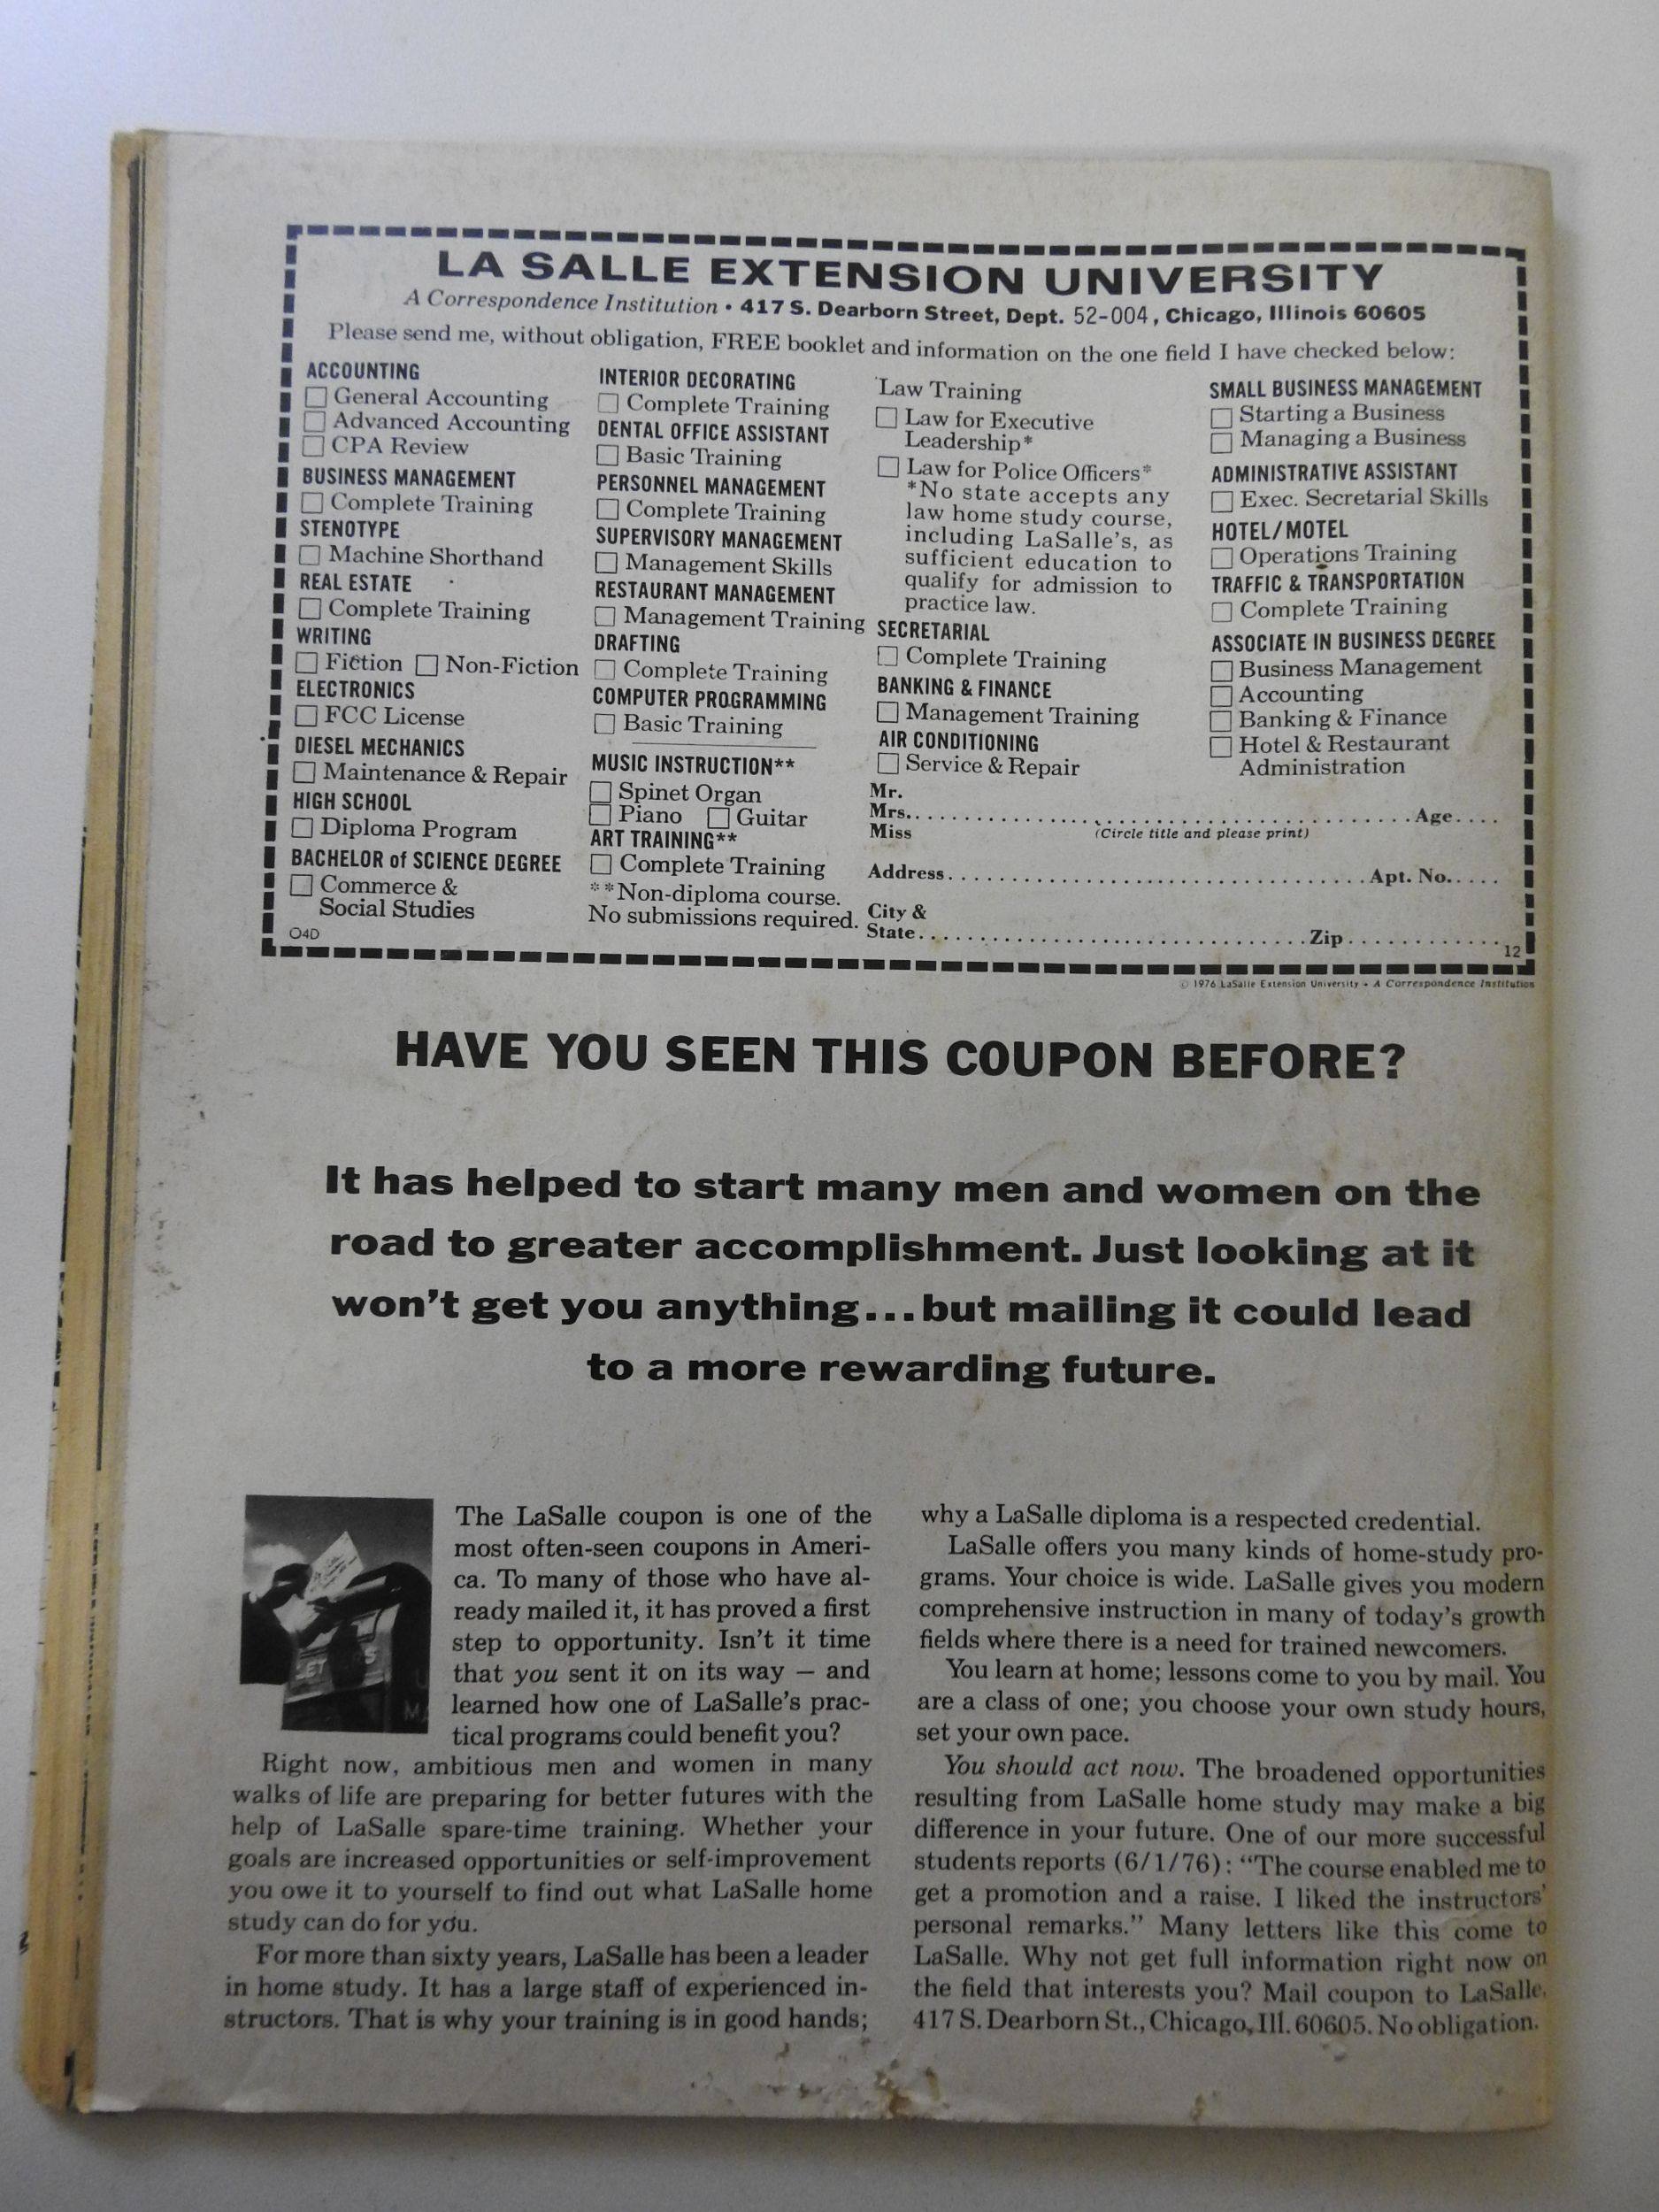 LA SALLE EXTENSION UNIVERSITY
A Correspondence Institution • 417 S. Dearborn Street, Dept. 52-004, Chicago, Illinois 60605
Please send me, without obligation, FREE booklet and information on the one field I have checked below:
ACCOUNTING
General Accounting
Advanced Accounting
CPA Review
BUSINESS MANAGEMENT
Complete Training
STENOTYPE
Machine Shorthand
REAL ESTATE
Complete Training
WRITING
Fiction Non-Fiction
ELECTRONICS
FCC License
DIESEL MECHANICS
Maintenance & Repair
HIGH SCHOOL
Diploma Program
BACHELOR of SCIENCE DEGREE
Commerce &
Social Studies
O4D
INTERIOR DECORATING
Complete Training
DENTAL OFFICE ASSISTANT
Basic Training
PERSONNEL MANAGEMENT
Complete Training
SUPERVISORY MANAGEMENT
Management Skills
RESTAURANT MANAGEMENT
Management Training
DRAFTING
Complete Training
COMPUTER PROGRAMMING
Basic Training
MUSIC INSTRUCTION**
Spinet Organ
Piano Guitar
ART TRAINING**
Complete Training
**Non-diploma course.
No submissions required.
Law Training
Law for Executive
Leadership*
Law for Police Officers*
*No state accepts any
law home study course,
including LaSalle's, as
sufficient education to
qualify for admission to
practice law.
SECRETARIAL
Complete Training
BANKING & FINANCE
Management Training
AIR CONDITIONING
Service & Repair
SMALL BUSINESS MANAGEMENT
Starting a Business
Managing a Business
ADMINISTRATIVE ASSISTANT
Exec. Secretarial Skills
HOTEL/MOTEL
Operations Training
TRAFFIC & TRANSPORTATION
Complete Training
ASSOCIATE IN BUSINESS DEGREE
Business Management
Accounting
Banking & Finance
Hotel & Restaurant
Administration
Mr.
Mrs. Age
Miss (Circle title and please print)
Address Apt. No.
City &
State Zip
12
© 1976 LaSalle Extension University • A Correspondence Institution
HAVE YOU SEEN THIS COUPON BEFORE?
It has helped to start many men and women on the
road to greater accomplishment. Just looking at it
won't get you anything...but mailing it could lead
to a more rewarding future.
The LaSalle coupon is one of the
most often-seen coupons in Ameri-
ca. To many of those who have al-
ready mailed it, it has proved a first
step to opportunity. Isn't it time
that you sent it on its way — and
learned how one of LaSalle's prac-
tical programs could benefit you?
Right now, ambitious men and women in many
walks of life are preparing for better futures with the
help of LaSalle spare-time training. Whether your
goals are increased opportunities or self-improvement
you owe it to yourself to find out what LaSalle home
study can do for you.
For more than sixty years, LaSalle has been a leader
in home study. It has a large staff of experienced in-
structors. That is why your training is in good hands;
why a LaSalle diploma is a respected credential.
LaSalle offers you many kinds of home-study pro-
grams. Your choice is wide. LaSalle gives you modern
comprehensive instruction in many of today's growth
fields where there is a need for trained newcomers.
You learn at home; lessons come to you by mail. You
are a class of one; you choose your own study hours,
set your own pace.
You should act now. The broadened opportunities
resulting from LaSalle home study may make a big
difference in your future. One of our more successful
students reports (6/1/76): "The course enabled me to
get a promotion and a raise. I liked the instructors'
personal remarks." Many letters like this come to
LaSalle. Why not get full information right now on
the field that interests you? Mail coupon to LaSalle,
417 S. Dearborn St., Chicago, Ill. 60605. No obligation.